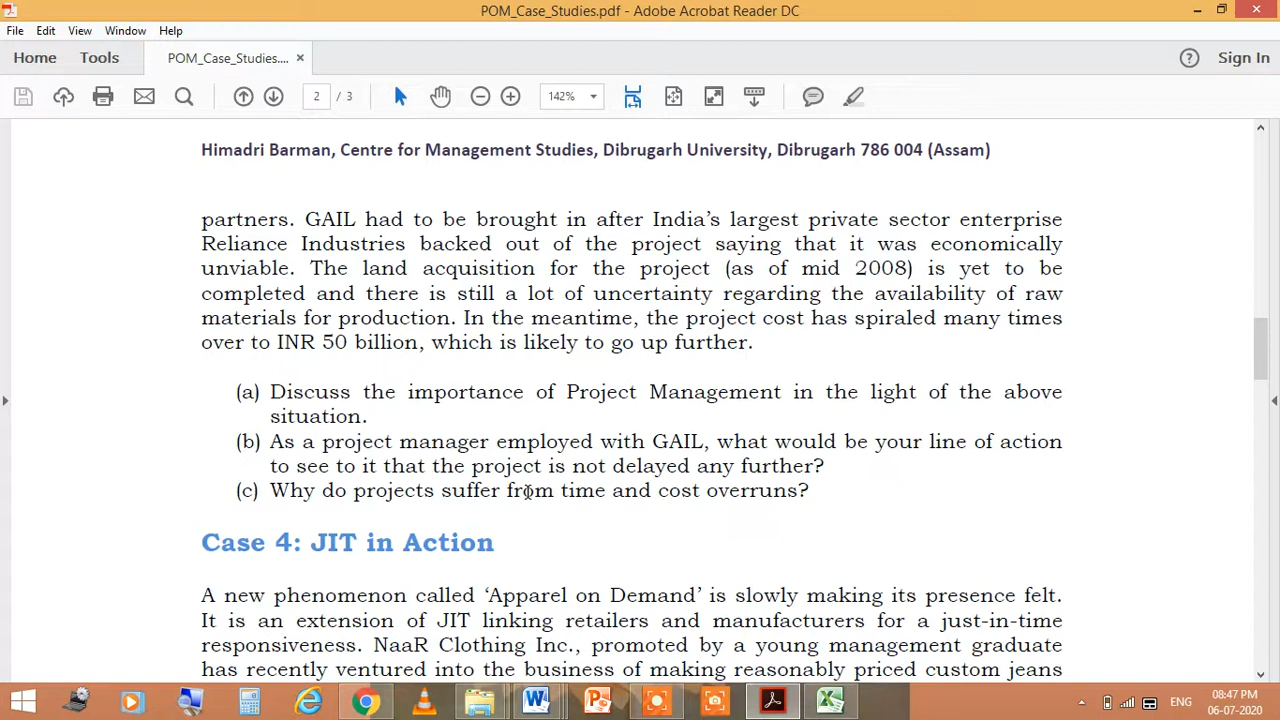 POM_Case_Studies.pdf - Adobe Acrobat Reader DC
File Edit View Window Help
Home Tools POM_Case_Studies.... × ? Sign In
2 / 3 142%
Himadri Barman, Centre for Management Studies, Dibrugarh University, Dibrugarh 786 004 (Assam)
partners. GAIL had to be brought in after India's largest private sector enterprise
Reliance Industries backed out of the project saying that it was economically
unviable. The land acquisition for the project (as of mid 2008) is yet to be
completed and there is still a lot of uncertainty regarding the availability of raw
materials for production. In the meantime, the project cost has spiraled many times
over to INR 50 billion, which is likely to go up further.
(a) Discuss the importance of Project Management in the light of the above
situation.
(b) As a project manager employed with GAIL, what would be your line of action
to see to it that the project is not delayed any further?
(c) Why do projects suffer from time and cost overruns?
Case 4: JIT in Action
A new phenomenon called 'Apparel on Demand' is slowly making its presence felt.
It is an extension of JIT linking retailers and manufacturers for a just-in-time
responsiveness. NaaR Clothing Inc., promoted by a young management graduate
has recently ventured into the business of making reasonably priced custom jeans
ENG
08:47 PM
06-07-2020